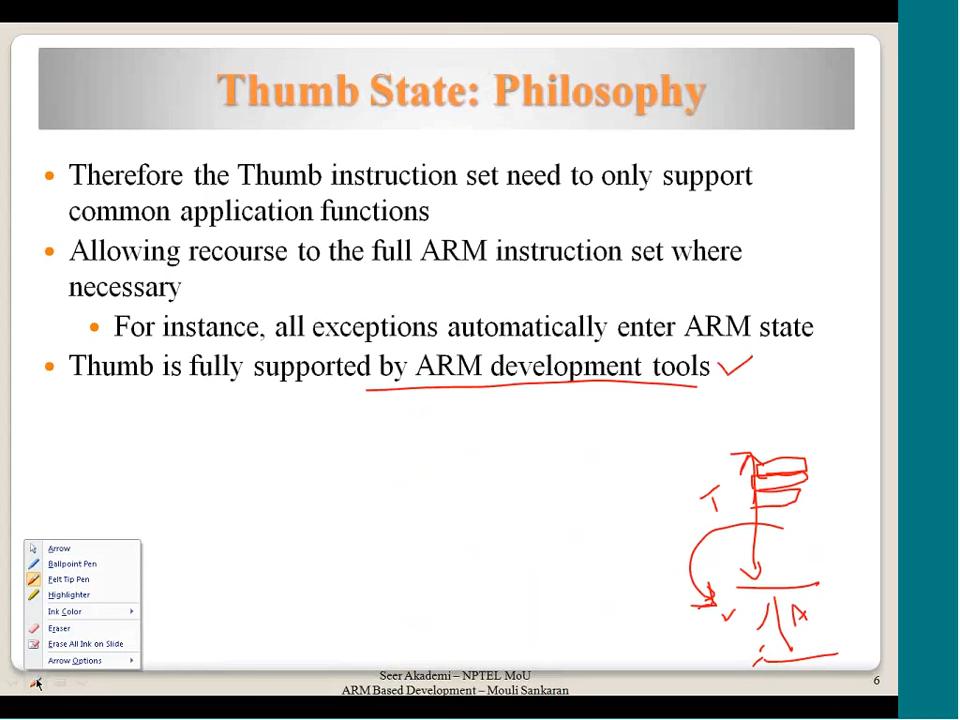 Thumb State: Philosophy
Therefore the Thumb instruction set need to only support
common application functions
Allowing recourse to the full ARM instruction set where
necessary
For instance, all exceptions automatically enter ARM state
Thumb is fully supported by ARM development tools
T
A
Arrow
Ballpoint Pen
Felt Tip Pen
Highlighter
Ink Color
Eraser
Erase All Ink on Slide
Arrow Options
Seer Akademi – NPTEL MoU
ARM Based Development – Mouli Sankaran
6